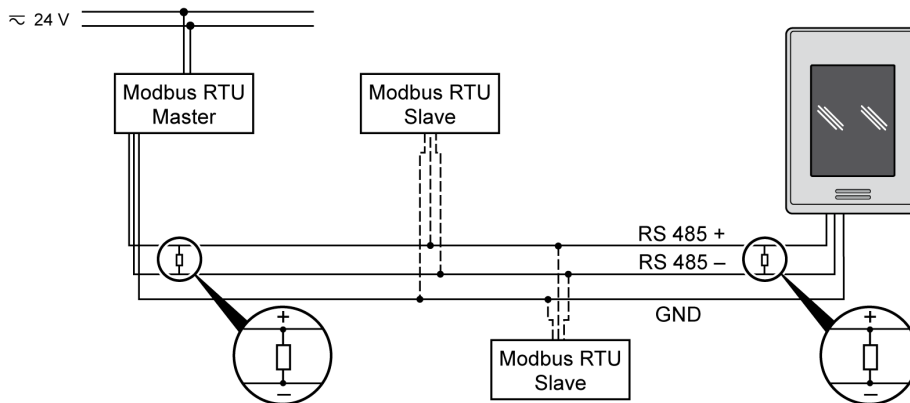 ⎓ 24 V
Modbus RTU
Master
Modbus RTU
Slave
RS 485 +
RS 485 –
GND
+
–
+
–
Modbus RTU
Slave